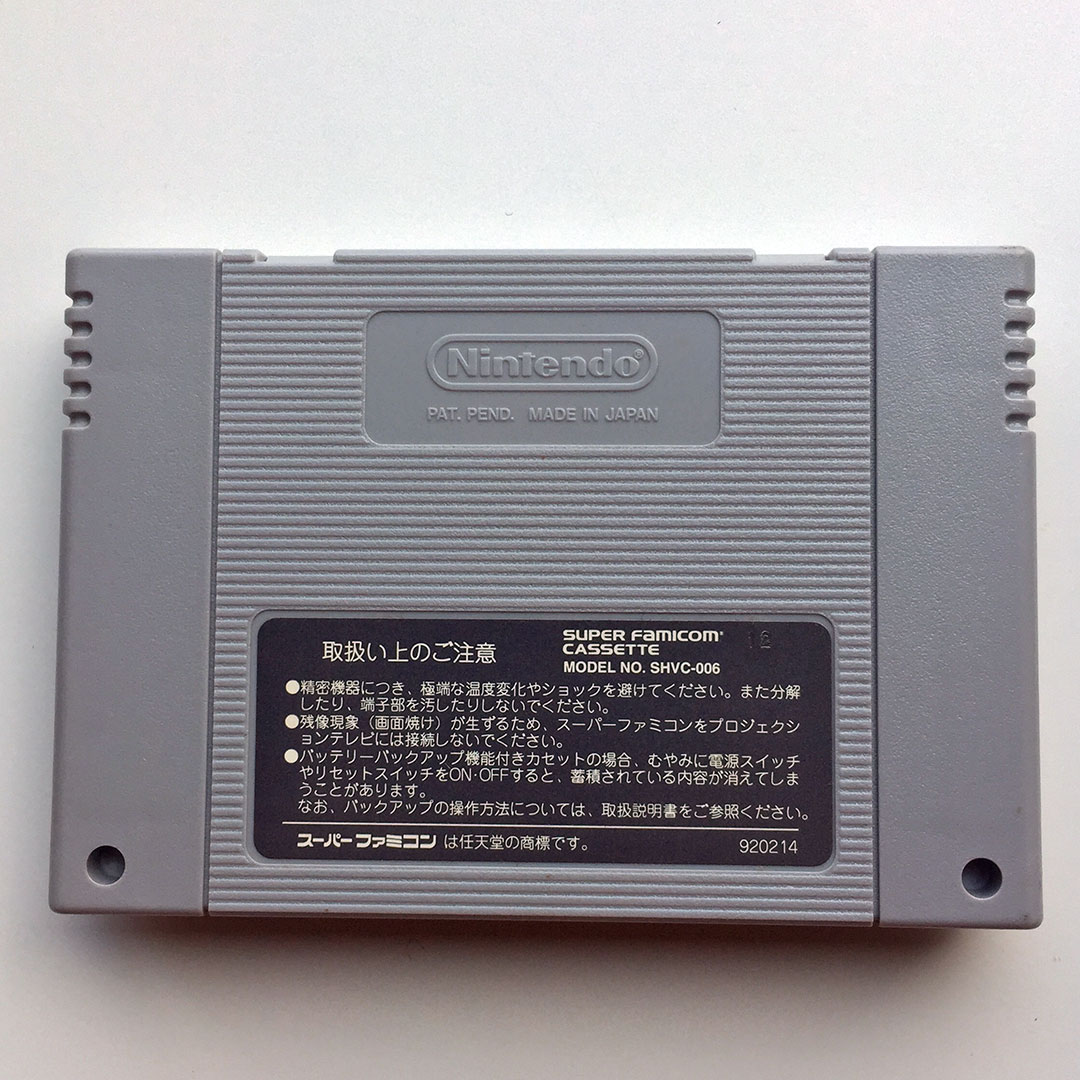 Nintendo®
PAT. PEND. MADE IN JAPAN
取扱い上のご注意
SUPER FAMICOM®
CASSETTE
MODEL NO. SHVC-006
●精密機器につき、極端な温度変化やショックを避けてください。また分解
したり、端子部を汚したりしないでください。
●残像現象（画面焼け）が生ずるため、スーパーファミコンをプロジェクシ
ョンテレビには接続しないでください。
●バッテリーバックアップ機能付きカセットの場合、むやみに電源スイッチ
やリセットスイッチをON・OFFすると、蓄積されている内容が消えてしま
うことがあります。
なお、バックアップの操作方法については、取扱説明書をご参照ください。
スーパーファミコン は任天堂の商標です。
920214